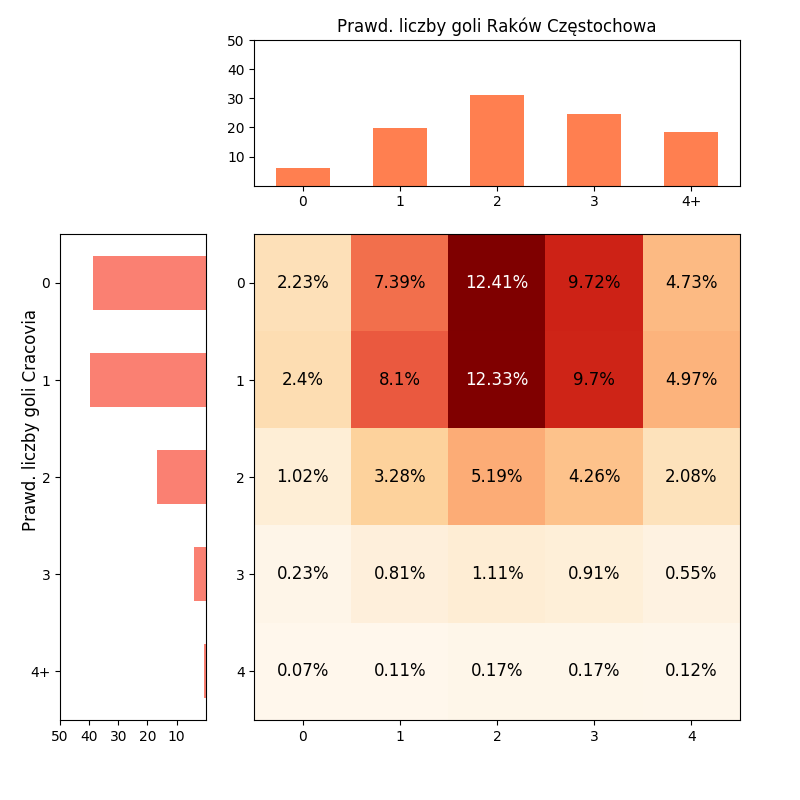 Prawd. liczby goli Raków Częstochowa
50
40
30
20
10
0 1 2 3 4+
Prawd. liczby goli Cracovia
0
1
2
3
4+
50 40 30 20 10
0 2.23% 7.39% 12.41% 9.72% 4.73%
1 2.4% 8.1% 12.33% 9.7% 4.97%
2 1.02% 3.28% 5.19% 4.26% 2.08%
3 0.23% 0.81% 1.11% 0.91% 0.55%
4 0.07% 0.11% 0.17% 0.17% 0.12%
0 1 2 3 4